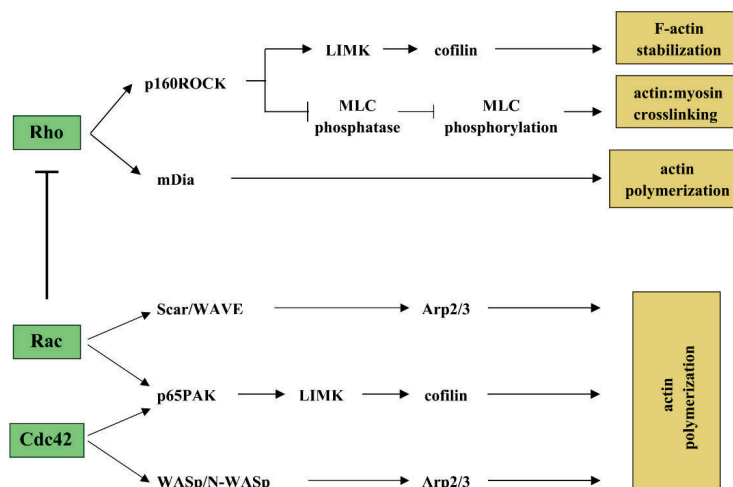 F-actin
stabilization
LIMK
cofilin
p160ROCK
actin:myosin
crosslinking
MLC
phosphatase
MLC
phosphorylation
Rho
mDia
actin
polymerization
Scar/WAVE
Arp2/3
Rac
p65PAK
LIMK
cofilin
actin
polymerization
Cdc42
WASp/N-WASp
Arp2/3